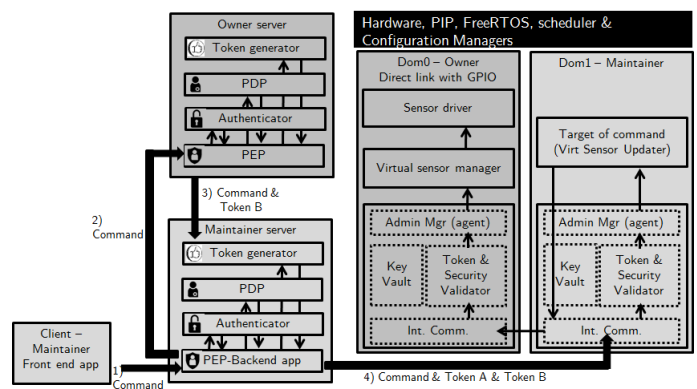 Owner server
Token generator
PDP
Authenticator
PEP
2)
Command
3) Command &
Token B
Maintainer server
Token generator
PDP
Authenticator
PEP-Backend app
Client –
Maintainer
Front end app
1)
Command
4) Command & Token A & Token B
Hardware, PIP, FreeRTOS, scheduler &
Configuration Managers
Dom0 – Owner
Direct link with GPIO
Sensor driver
Virtual sensor manager
Admin Mgr (agent)
Key
Vault
Token &
Security
Validator
Int. Comm.
Dom1 – Maintainer
Target of command
(Virt Sensor Updater)
Admin Mgr (agent)
Key
Vault
Token &
Security
Validator
Int. Comm.